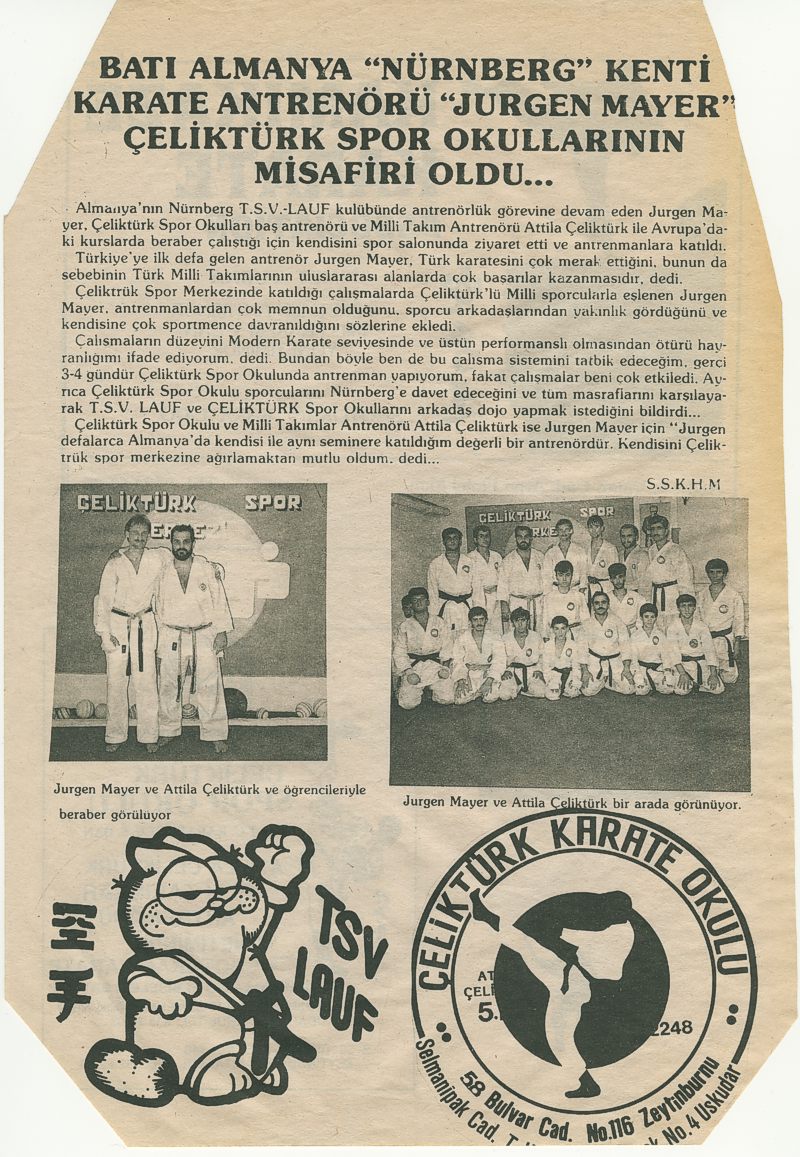 BATI ALMANYA “NÜRNBERG” KENTİ
KARATE ANTRENÖRÜ “JURGEN MAYER”
ÇELİKTÜRK SPOR OKULLARININ
MİSAFİRİ OLDU...
Almanya'nın Nürnberg T.S.V.-LAUF kulübünde antrenörlük görevine devam eden Jurgen Ma-
yer, Çeliktürk Spor Okulları baş antrenörü ve Milli Takım Antrenörü Attila Çeliktürk ile Avrupa'da-
ki kurslarda beraber çalıştığı için kendisini spor salonunda ziyaret etti ve antrenmanlara katıldı.
Türkiye'ye ilk defa gelen antrenör Jurgen Mayer, Türk karatesini çok merak ettiğini, bunun da
sebebinin Türk Milli Takımlarının uluslararası alanlarda çok başarılar kazanmasıdır, dedi.
Çeliktrük Spor Merkezinde katıldığı çalışmalarda Çeliktürk'lü Milli sporcularla eşlenen Jurgen
Mayer, antrenmanlardan çok memnun olduğunu, sporcu arkadaşlarından yakınlık gördüğünü ve
kendisine çok sportmence davranıldığını sözlerine ekledi.
Çalışmaların düzeyini Modern Karate seviyesinde ve üstün performanslı olmasından ötürü hay-
ranlığımı ifade ediyorum, dedi. Bundan böyle ben de bu calısma sistemini tatbik edeceğim, gerçi
3-4 gündür Çeliktürk Spor Okulunda antrenman yapıyorum, fakat çalışmalar beni çok etkiledi. Ay-
rıca Çeliktürk Spor Okulu sporcularını Nürnberg'e davet edeceğini ve tüm masraflarını karşılaya-
rak T.S.V. LAUF ve ÇELİKTÜRK Spor Okullarını arkadaş dojo yapmak istediğini bildirdi...
Çeliktürk Spor Okulu ve Milli Takımlar Antrenörü Attila Çeliktürk ise Jurgen Mayer için “Jurgen
defalarca Almanya'da kendisi ile aynı seminere katıldığım değerli bir antrenördür. Kendisini Çelik-
trük spor merkezine ağırlamaktan mutlu oldum, dedi...
S.S.K.H.M
ÇELİKTÜRK SPOR
ÇELİKTÜRK SPOR
Jurgen Mayer ve Attila Çeliktürk ve öğrencileriyle
beraber görülüyor
Jurgen Mayer ve Attila Çeliktürk bir arada görünüyor.
空手
TSV
LAUF
ÇELİKTÜRK KARATE OKULU
5.
2248
58 Bulvar Cad. No.116 Zeytinburnu
Selmanipak Cad. No.4 Uskudar